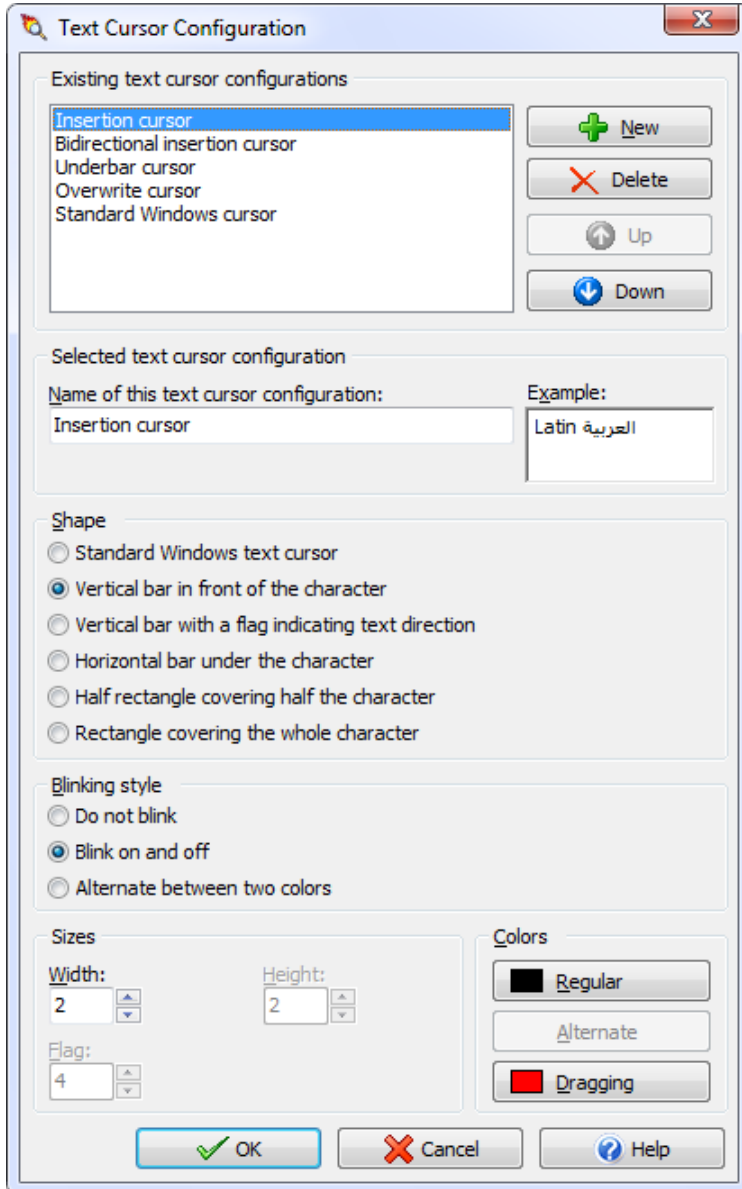 Text Cursor Configuration
Existing text cursor configurations
Insertion cursor
Bidirectional insertion cursor
Underbar cursor
Overwrite cursor
Standard Windows cursor
New
Delete
Up
Down
Selected text cursor configuration
Name of this text cursor configuration:
Insertion cursor
Example:
Latin العربية
Shape
Standard Windows text cursor
Vertical bar in front of the character
Vertical bar with a flag indicating text direction
Horizontal bar under the character
Half rectangle covering half the character
Rectangle covering the whole character
Blinking style
Do not blink
Blink on and off
Alternate between two colors
Sizes
Width:
2
Height:
2
Flag:
4
Colors
Regular
Alternate
Dragging
OK
Cancel
Help